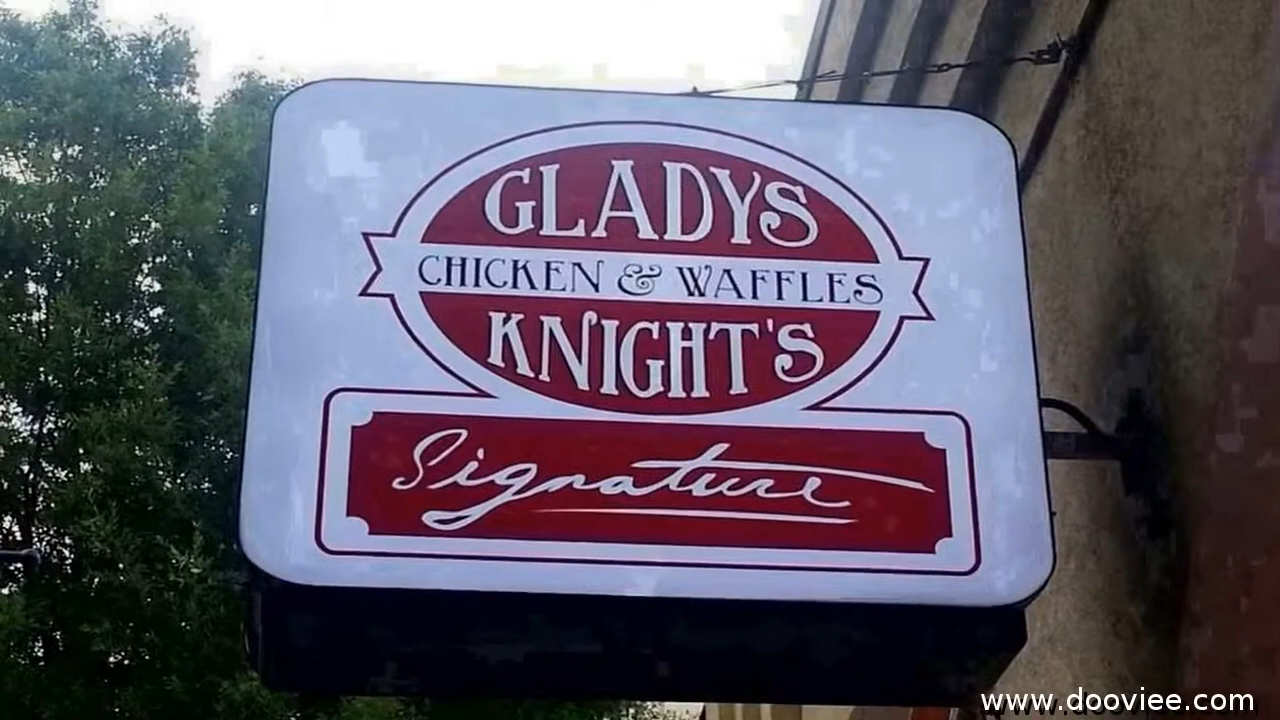 GLADYS
CHICKEN & WAFFLES
KNIGHT'S
Signature
www.dooviee.com